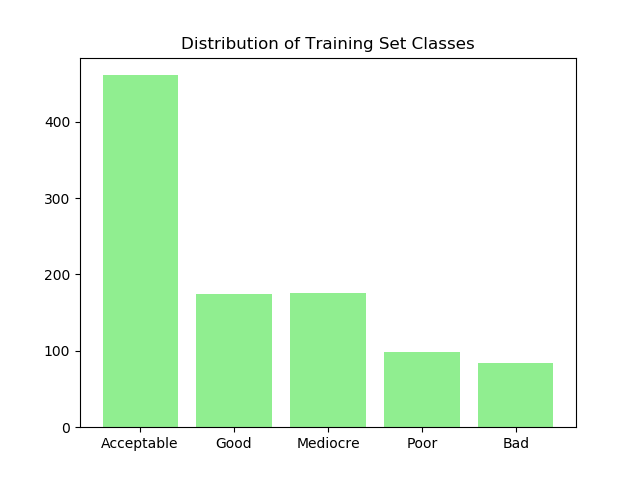 Distribution of Training Set Classes
400
300
200
100
0
Acceptable Good Mediocre Poor Bad